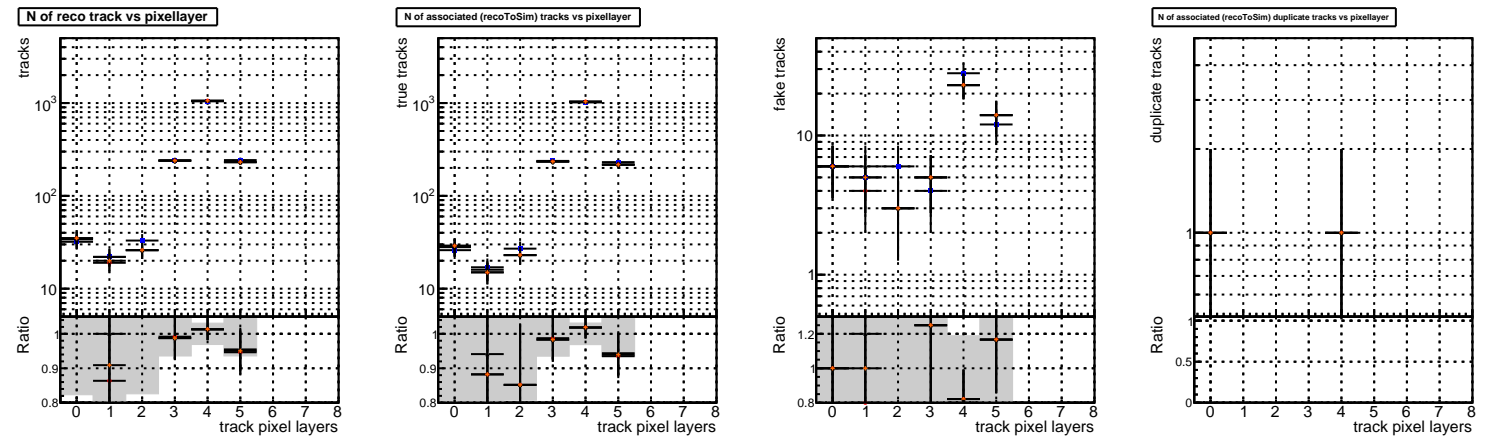 N of reco track vs pixellayer
tracks
10³
10²
10
Ratio
1
0.9
0.8
0 1 2 3 4 5 6 7 8
track pixel layers
N of associated (recoToSim) tracks vs pixellayer
true tracks
10³
10²
10
Ratio
1
0.9
0.8
0 1 2 3 4 5 6 7 8
track pixel layers
fake tracks
10
1
Ratio
1.2
1
0.8
0 1 2 3 4 5 6 7 8
track pixel layers
N of associated (recoToSim) duplicate tracks vs pixellayer
duplicate tracks
1
Ratio
1
0.5
0
0 1 2 3 4 5 6 7 8
track pixel layers